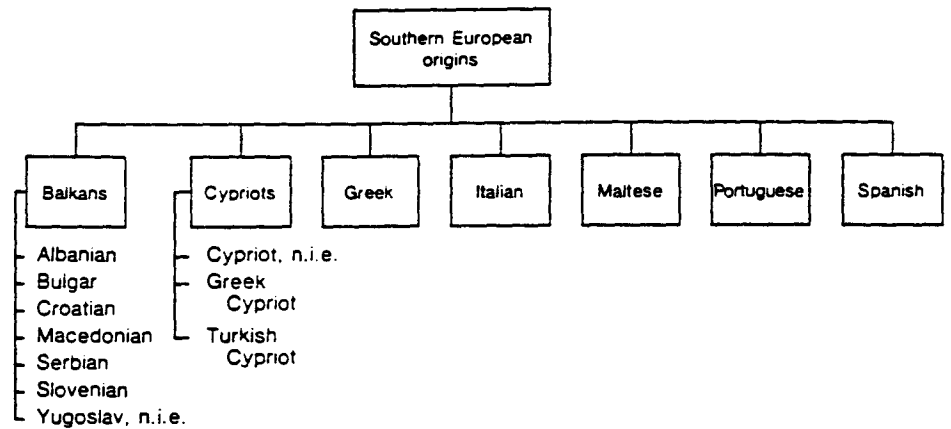 Southern European
origins
Balkans
Cypriots
Greek
Italian
Maltese
Portuguese
Spanish
Albanian
Bulgar
Croatian
Macedonian
Serbian
Slovenian
Yugoslav, n.i.e.
Cypriot, n.i.e.
Greek
Cypriot
Turkish
Cypriot